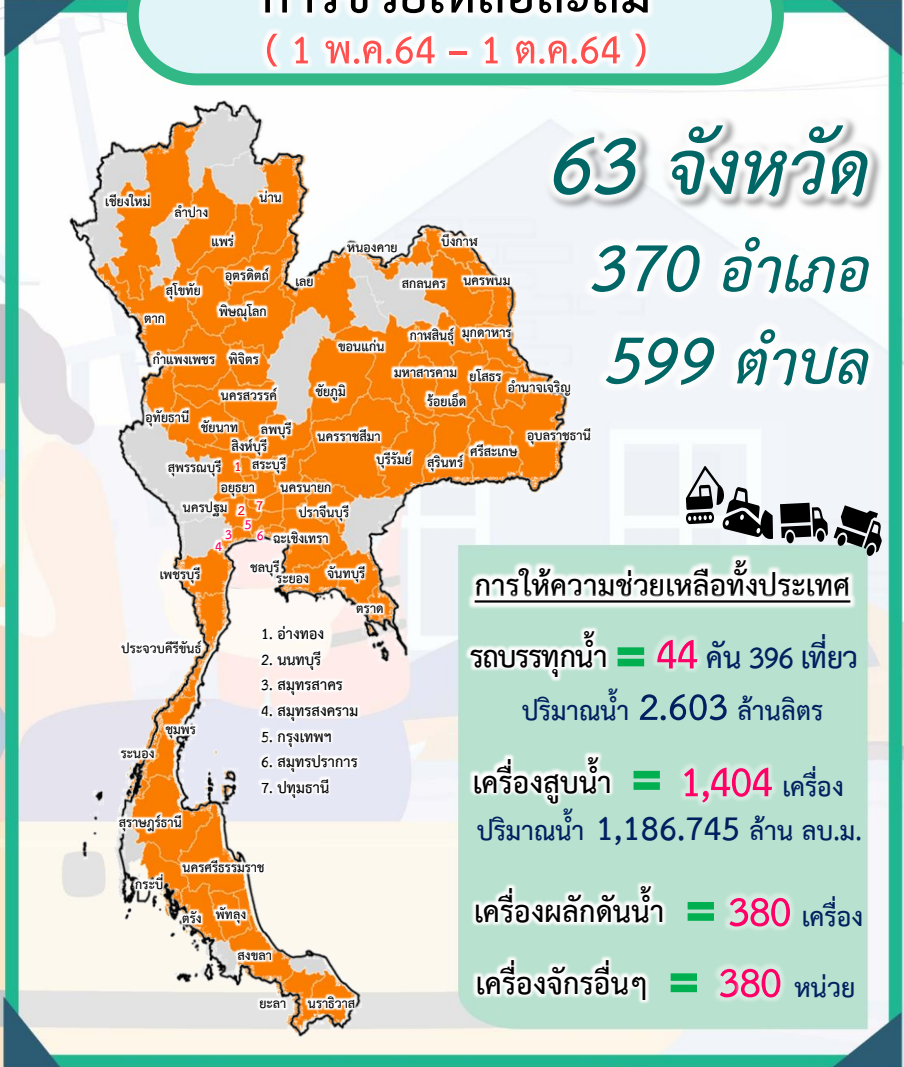 การช่วยเหลือสะสม
( 1 พ.ค.64 – 1 ต.ค.64 )
63 จังหวัด
370 อำเภอ
599 ตำบล
เชียงใหม่
ลำปาง
น่าน
แพร่
อุตรดิตถ์
สุโขทัย
ตาก
พิษณุโลก
เลย
หนองคาย
บึงกาฬ
สกลนคร
นครพนม
กำแพงเพชร
พิจิตร
ขอนแก่น
กาฬสินธุ์
มุกดาหาร
มหาสารคาม
ยโสธร
อำนาจเจริญ
นครสวรรค์
ชัยภูมิ
ร้อยเอ็ด
อุทัยธานี
ชัยนาท
ลพบุรี
สิงห์บุรี
นครราชสีมา
อุบลราชธานี
สุพรรณบุรี
1
สระบุรี
บุรีรัมย์
สุรินทร์
ศรีสะเกษ
อยุธยา
นครนายก
นครปฐม
2
7
ปราจีนบุรี
5
3
6
ฉะเชิงเทรา
4
เพชรบุรี
ชลบุรี
ระยอง
จันทบุรี
ตราด
ประจวบคีรีขันธ์
ชุมพร
ระนอง
สุราษฎร์ธานี
นครศรีธรรมราช
กระบี่
ตรัง
พัทลุง
สงขลา
ยะลา
นราธิวาส
1. อ่างทอง
2. นนทบุรี
3. สมุทรสาคร
4. สมุทรสงคราม
5. กรุงเทพฯ
6. สมุทรปราการ
7. ปทุมธานี
การให้ความช่วยเหลือทั้งประเทศ
รถบรรทุกน้ำ = 44 คัน 396 เที่ยว
ปริมาณน้ำ 2.603 ล้านลิตร
เครื่องสูบน้ำ = 1,404 เครื่อง
ปริมาณน้ำ 1,186.745 ล้าน ลบ.ม.
เครื่องผลักดันน้ำ = 380 เครื่อง
เครื่องจักรอื่นๆ = 380 หน่วย